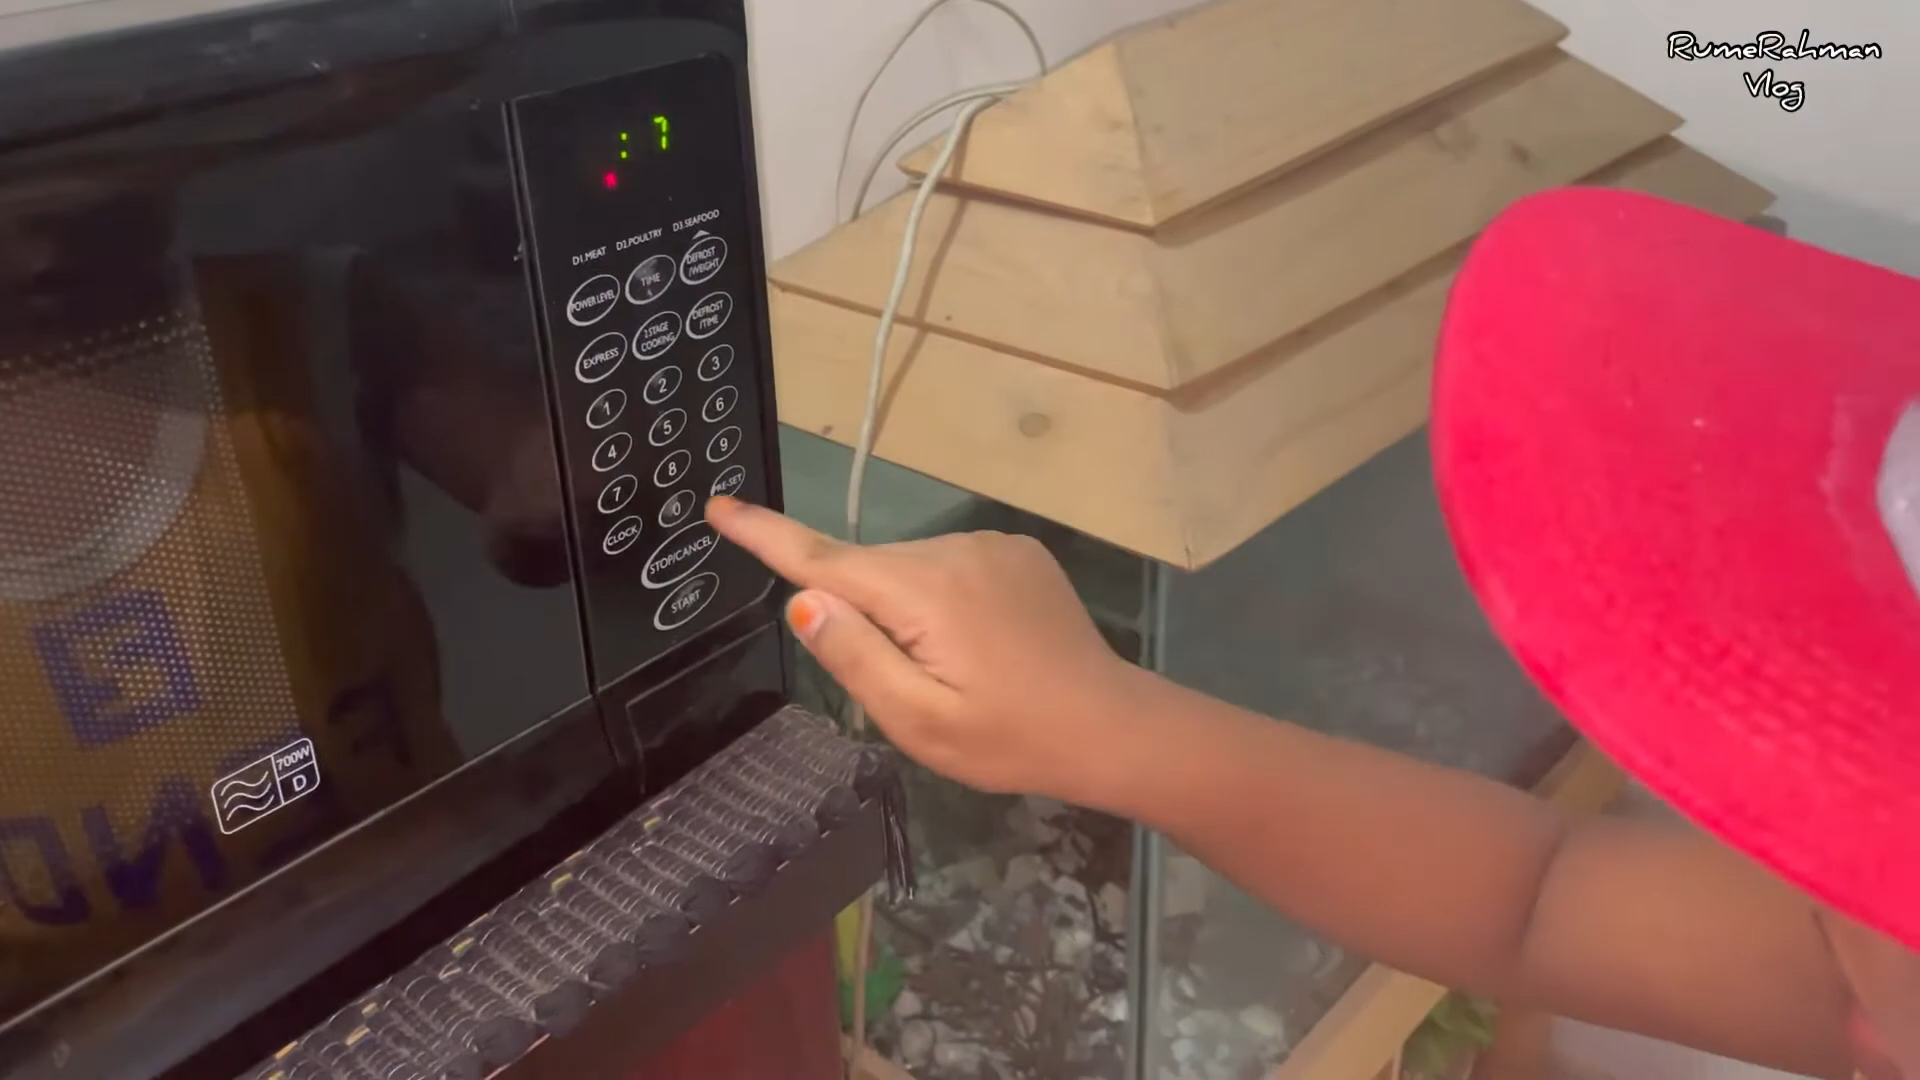 RumeRahman
Vlog
: 7
D1.MEAT D2.POULTRY D3.SEAFOOD
POWER LEVEL
TIME
DEFROST
/WEIGHT
EXPRESS
2 STAGE
COOKING
DEFROST
/TIME
1 2 3
4 5 6
7 8 9
CLOCK 0 PRE-SET
STOP/CANCEL
START
700W
D